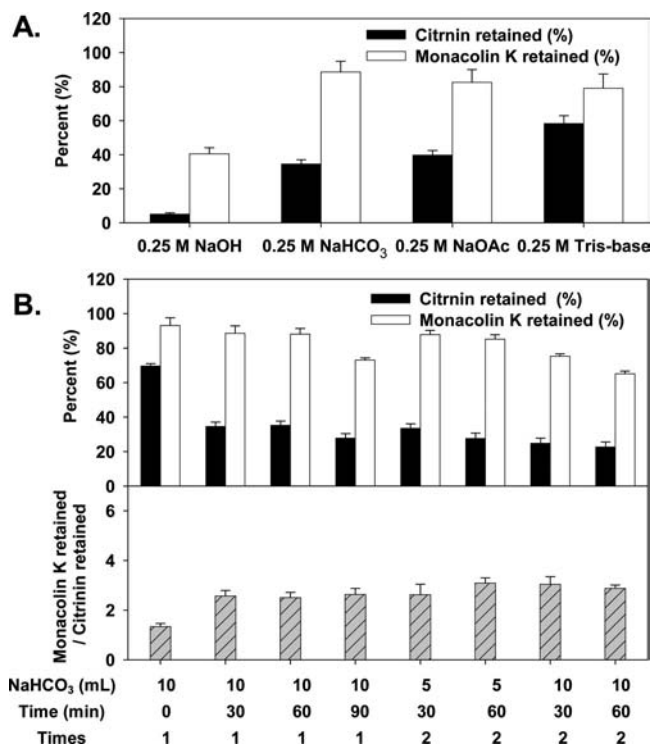 A.
120
100
80
60
40
20
0
Percent (%)
Citrnin retained (%)
Monacolin K retained (%)
0.25 M NaOH 0.25 M NaHCO₃ 0.25 M NaOAc 0.25 M Tris-base
B.
120
100
80
60
40
20
0
Percent (%)
Citrnin retained (%)
Monacolin K retained (%)
6
4
2
0
Monacolin K retained
/ Citrinin retained
NaHCO₃ (mL) 10 10 10 10 5 5 10 10
Time (min) 0 30 60 90 30 60 30 60
Times 1 1 1 1 2 2 2 2